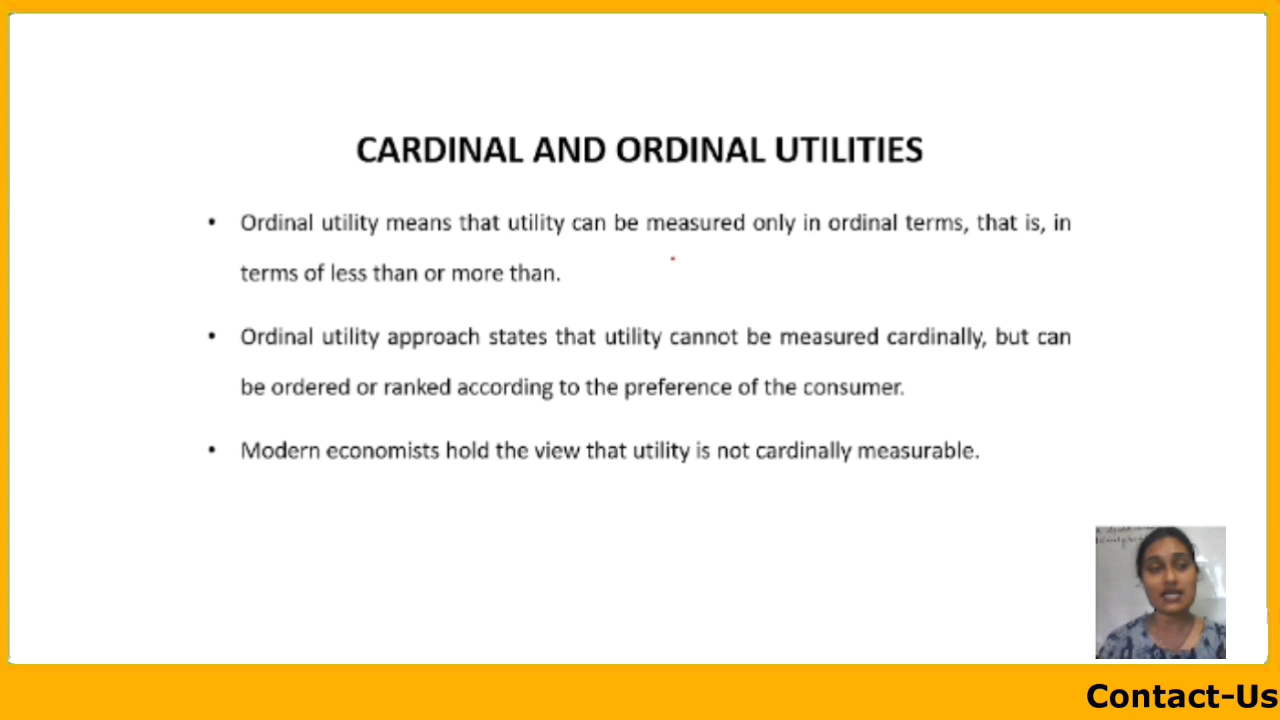 CARDINAL AND ORDINAL UTILITIES
• Ordinal utility means that utility can be measured only in ordinal terms, that is, in
terms of less than or more than.
• Ordinal utility approach states that utility cannot be measured cardinally, but can
be ordered or ranked according to the preference of the consumer.
• Modern economists hold the view that utility is not cardinally measurable.
Contact-Us